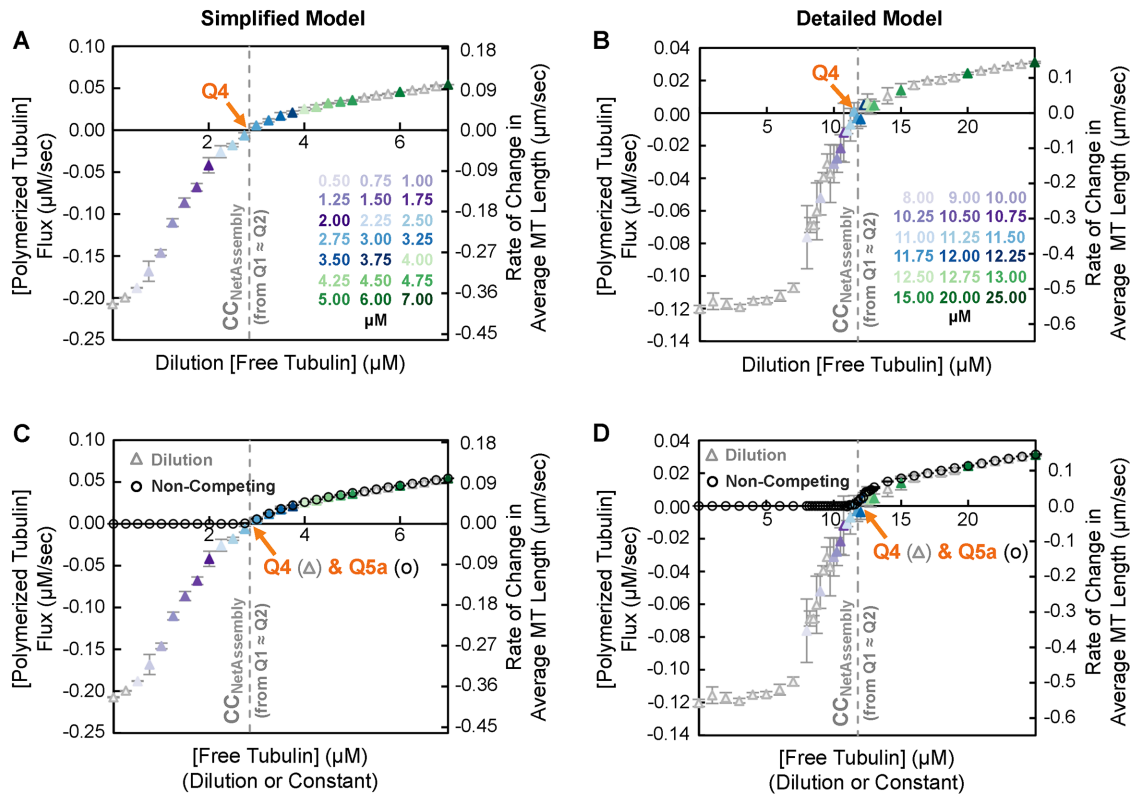 Simplified Model
Detailed Model
A
0.10
0.05
0.00
-0.05
-0.10
-0.15
-0.20
-0.25
[Polymerized Tubulin]
Flux (µM/sec)
2
4
6
Q4
0.50 0.75 1.00
1.25 1.50 1.75
2.00 2.25 2.50
2.75 3.00 3.25
3.50 3.75 4.00
4.25 4.50 4.75
5.00 6.00 7.00
µM
CCNetAssembly
(from Q1 ≈ Q2)
0.18
0.09
0.00
-0.09
-0.18
-0.27
-0.36
-0.45
Rate of Change in
Average MT Length (µm/sec)
Dilution [Free Tubulin] (µM)
B
0.04
0.02
0.00
-0.02
-0.04
-0.06
-0.08
-0.10
-0.12
-0.14
[Polymerized Tubulin]
Flux (µM/sec)
5
10
15
20
Q4
8.00 9.00 10.00
10.25 10.50 10.75
11.00 11.25 11.50
11.75 12.00 12.25
12.50 12.75 13.00
15.00 20.00 25.00
µM
CCNetAssembly
(from Q1 ≈ Q2)
0.1
0.0
-0.1
-0.2
-0.3
-0.4
-0.5
-0.6
Rate of Change in
Average MT Length (µm/sec)
Dilution [Free Tubulin] (µM)
C
0.10
0.05
0.00
-0.05
-0.10
-0.15
-0.20
-0.25
[Polymerized Tubulin]
Flux (µM/sec)
Dilution
Non-Competing
2
4
6
Q4 (△) & Q5a (o)
CCNetAssembly
(from Q1 ≈ Q2)
0.18
0.09
0.00
-0.09
-0.18
-0.27
-0.36
-0.45
Rate of Change in
Average MT Length (µm/sec)
[Free Tubulin] (µM)
(Dilution or Constant)
D
0.04
0.02
0.00
-0.02
-0.04
-0.06
-0.08
-0.10
-0.12
-0.14
[Polymerized Tubulin]
Flux (µM/sec)
Dilution
Non-Competing
5
10
15
20
Q4 (△) & Q5a (o)
CCNetAssembly
(from Q1 ≈ Q2)
0.1
0.0
-0.1
-0.2
-0.3
-0.4
-0.5
-0.6
Rate of Change in
Average MT Length (µm/sec)
[Free Tubulin] (µM)
(Dilution or Constant)